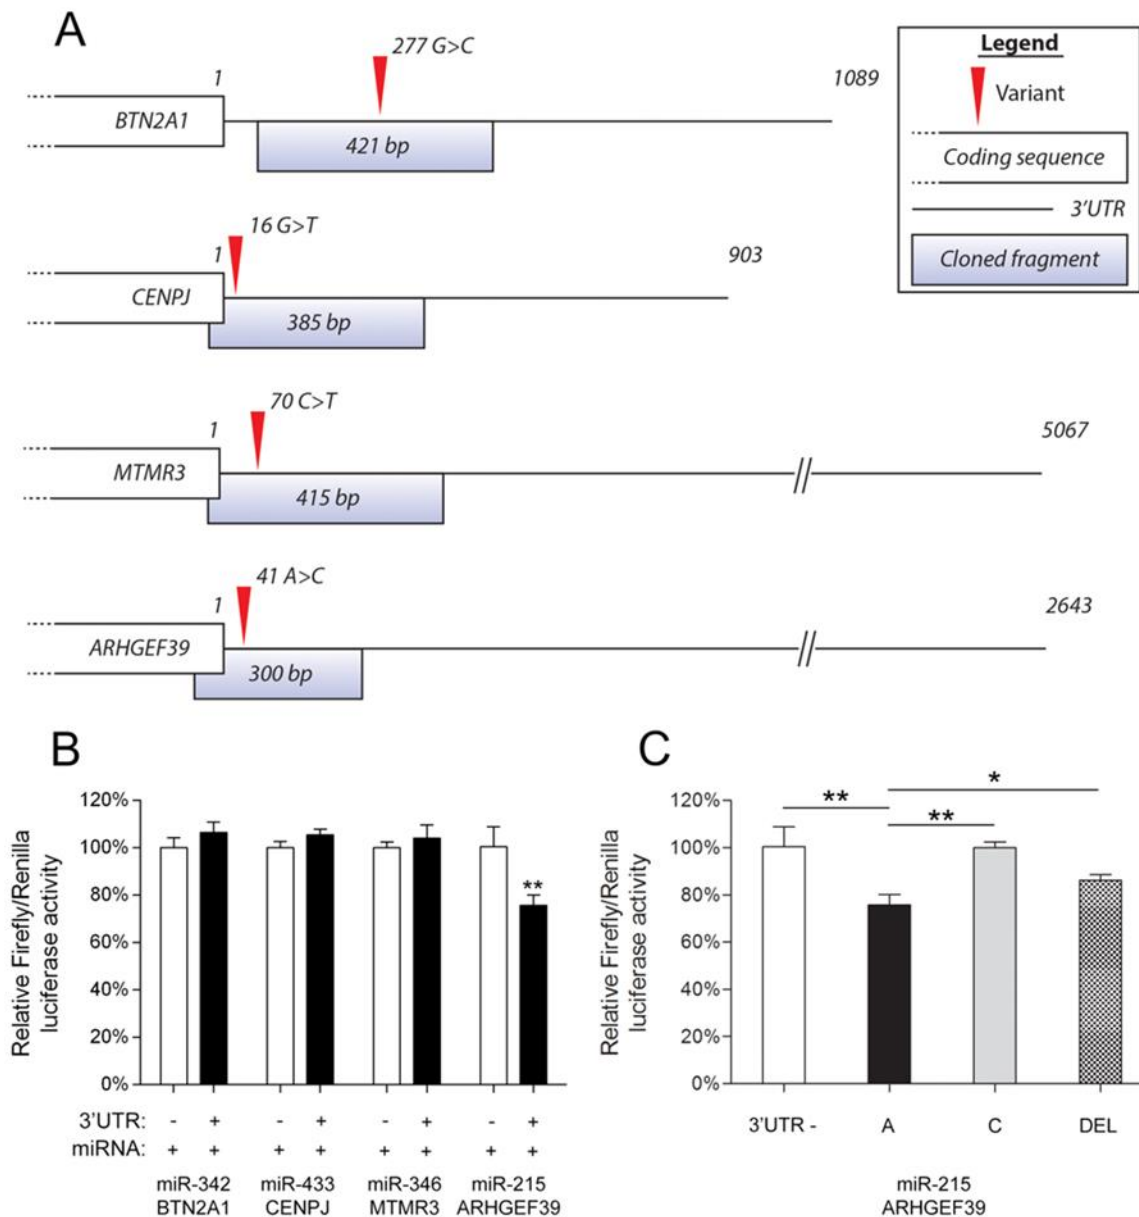 A
277 G>C
1
1089
BTN2A1
421 bp
16 G>T
1
903
CENPJ
385 bp
70 C>T
1
5067
MTMR3
415 bp
41 A>C
1
2643
ARHGEF39
300 bp
Legend
Variant
Coding sequence
3'UTR
Cloned fragment
B
Relative Firefly/Renilla
luciferase activity
120%
100%
80%
60%
40%
20%
0%
**
3'UTR: - + - + - + - +
miRNA: + + + + + + + +
miR-342 miR-433 miR-346 miR-215
BTN2A1 CENPJ MTMR3 ARHGEF39
C
Relative Firefly/Renilla
luciferase activity
120%
100%
80%
60%
40%
20%
0%
*
**
**
3'UTR - A C DEL
miR-215
ARHGEF39